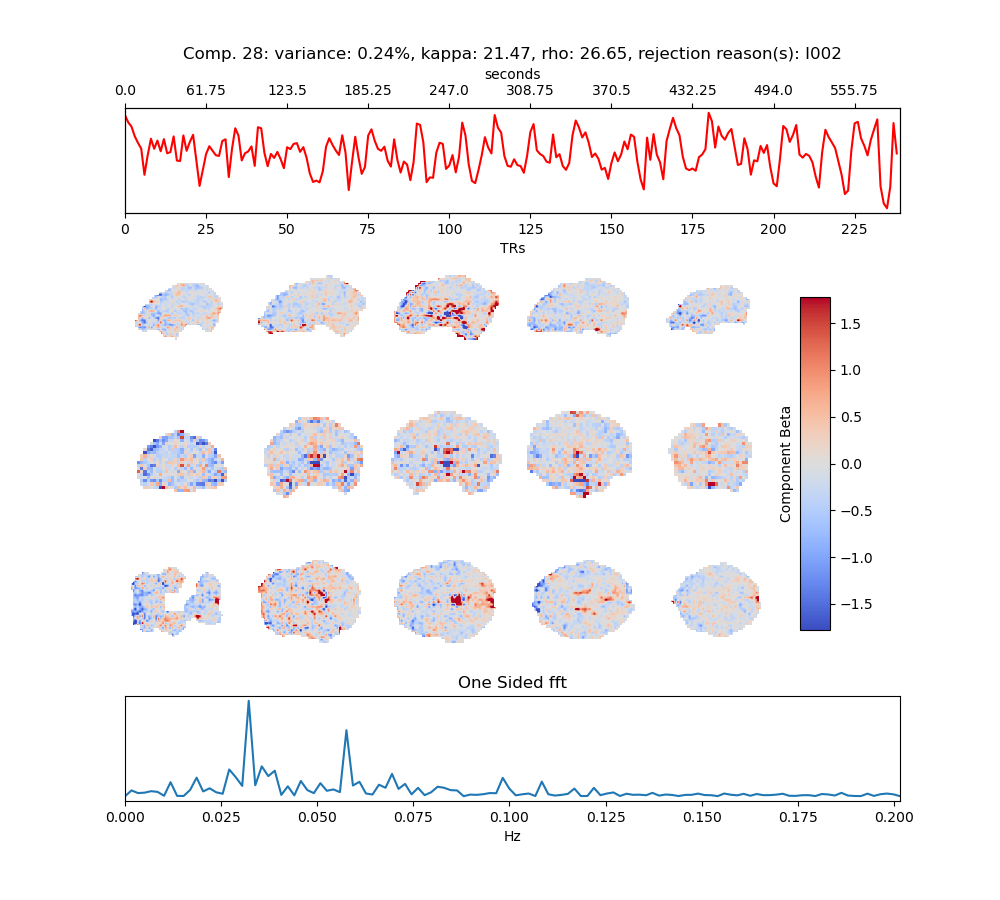 Comp. 28: variance: 0.24%, kappa: 21.47, rho: 26.65, rejection reason(s): I002
seconds
0.0 61.75 123.5 185.25 247.0 308.75 370.5 432.25 494.0 555.75
0 25 50 75 100 125 150 175 200 225
TRs
1.5
1.0
0.5
0.0
−0.5
−1.0
−1.5
Component Beta
One Sided fft
0.000 0.025 0.050 0.075 0.100 0.125 0.150 0.175 0.200
Hz